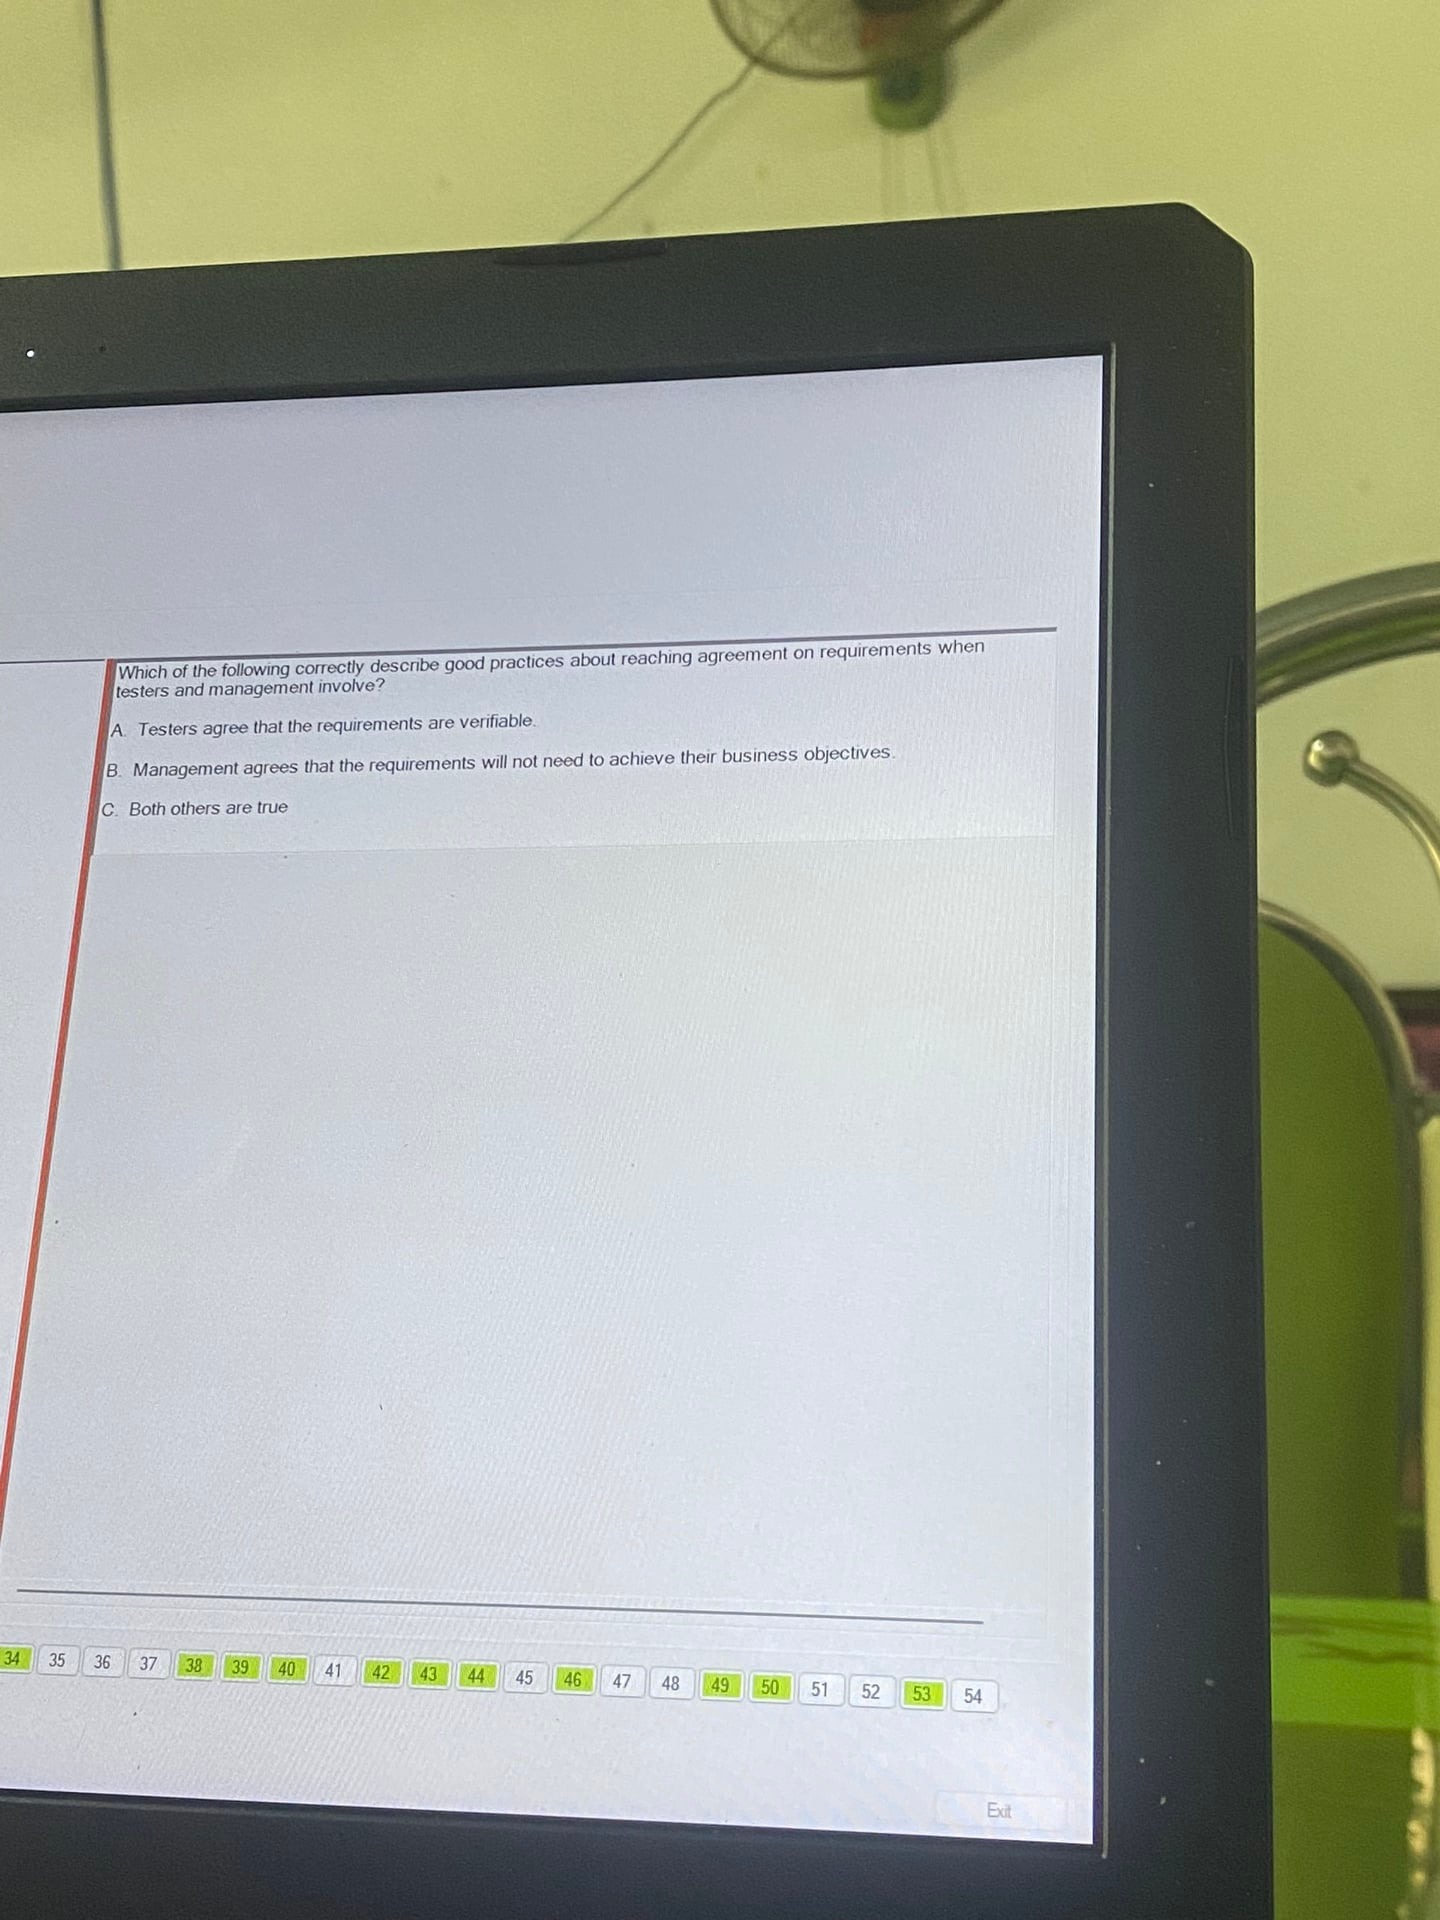 Which of the following correctly describe good practices about reaching agreement on requirements when
testers and management involve?
A. Testers agree that the requirements are verifiable.
B. Management agrees that the requirements will not need to achieve their business objectives.
C. Both others are true
34 35 36 37 38 39 40 41 42 43 44 45 46 47 48 49 50 51 52 53 54
Exit